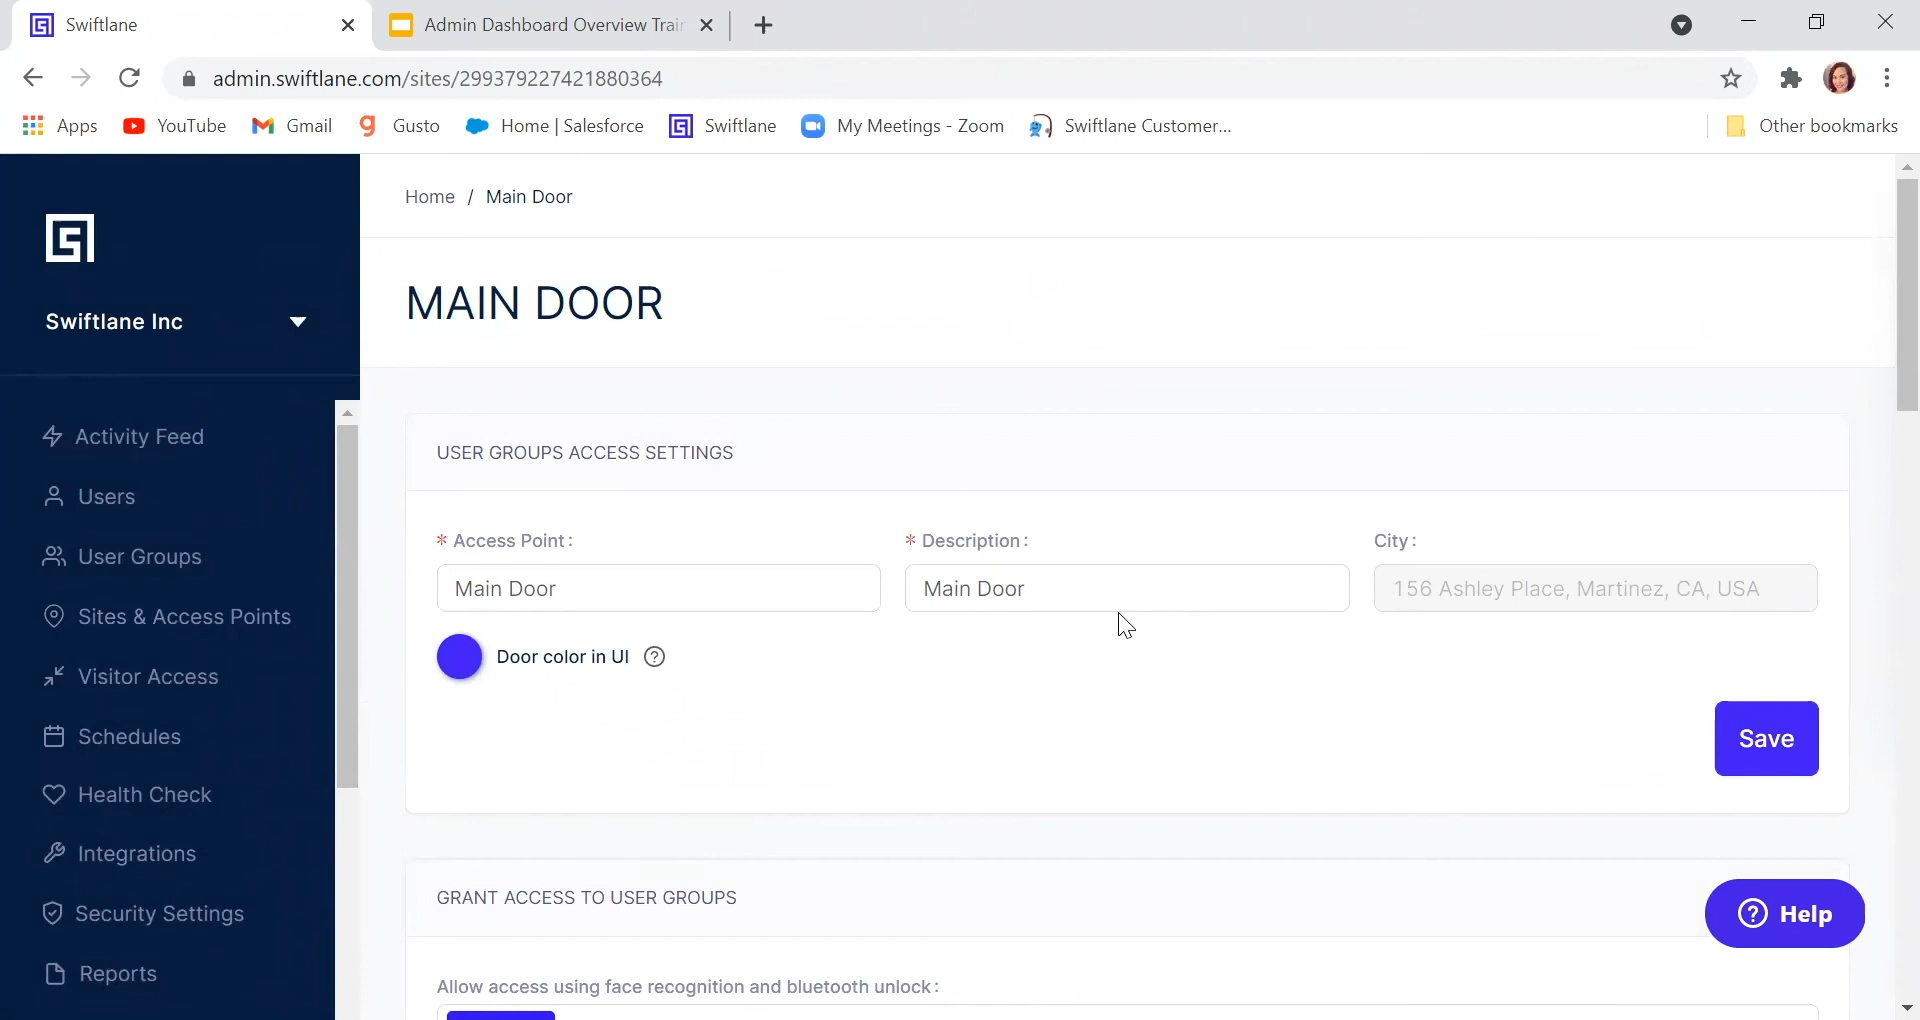 Swiftlane
Admin Dashboard Overview Trai
admin.swiftlane.com/sites/299379227421880364
Apps YouTube Gmail Gusto Home | Salesforce Swiftlane My Meetings - Zoom Swiftlane Customer... Other bookmarks
Home / Main Door
MAIN DOOR
Swiftlane Inc
Activity Feed
Users
User Groups
Sites & Access Points
Visitor Access
Schedules
Health Check
Integrations
Security Settings
Reports
USER GROUPS ACCESS SETTINGS
* Access Point: * Description: City:
Main Door Main Door 156 Ashley Place, Martinez, CA, USA
Door color in UI ?
Save
GRANT ACCESS TO USER GROUPS
? Help
Allow access using face recognition and bluetooth unlock: